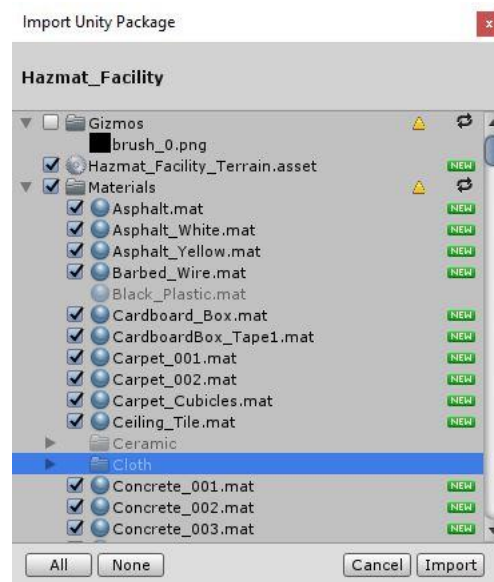 Import Unity Package
x
Hazmat_Facility
Gizmos
brush_0.png
Hazmat_Facility_Terrain.asset NEW
Materials
Asphalt.mat NEW
Asphalt_White.mat NEW
Asphalt_Yellow.mat NEW
Barbed_Wire.mat NEW
Black_Plastic.mat
Cardboard_Box.mat NEW
CardboardBox_Tape1.mat NEW
Carpet_001.mat NEW
Carpet_002.mat NEW
Carpet_Cubicles.mat NEW
Ceiling_Tile.mat NEW
Ceramic
Cloth
Concrete_001.mat NEW
Concrete_002.mat NEW
Concrete_003.mat NEW
All None Cancel Import